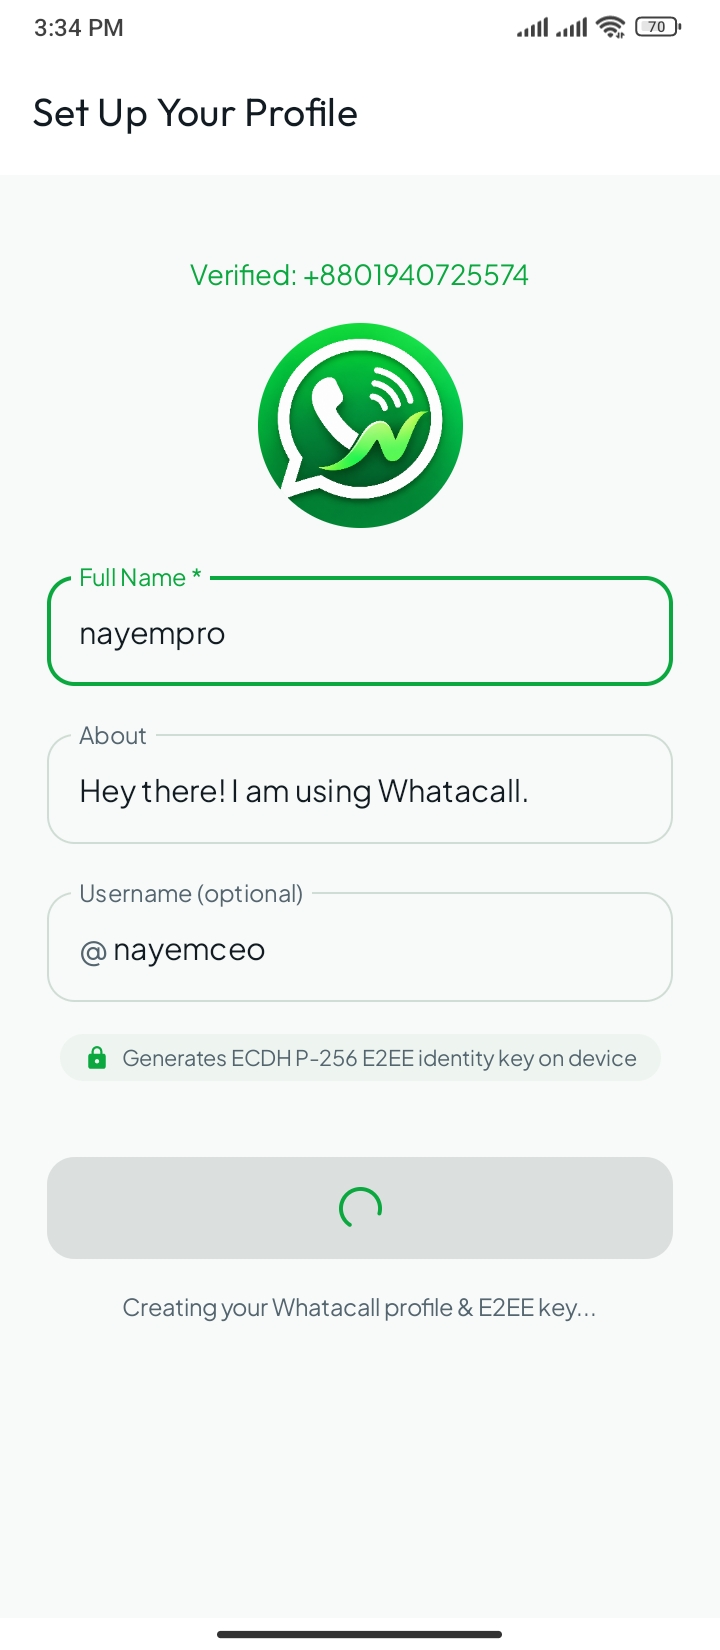 3:34 PM
70
Set Up Your Profile
Verified: +8801940725574
Full Name *
nayempro
About
Hey there! I am using Whatacall.
Username (optional)
@ nayemceo
Generates ECDH P-256 E2EE identity key on device
Creating your Whatacall profile & E2EE key...